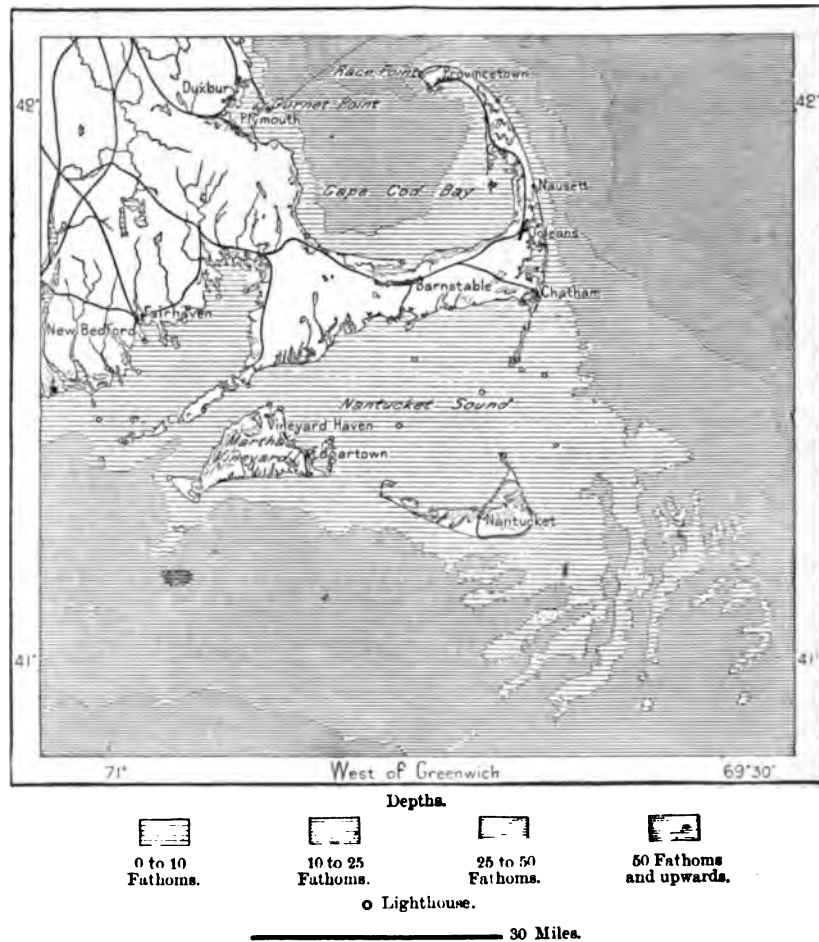 Race Point
Provincetown
Duxbury
Gurnet Point
Plymouth
42°
42°
Cape Cod Bay
Nausett
Orleans
Barnstable
Chatham
Fairhaven
New Bedford
Nantucket Sound
Vineyard Haven
Martha's
Vineyard
Edgartown
Nantucket
41°
41°
71°
West of Greenwich
69°30'
Depths.
0 to 10
Fathoms.
10 to 25
Fathoms.
25 to 50
Fathoms.
50 Fathoms
and upwards.
Lighthouse.
30 Miles.